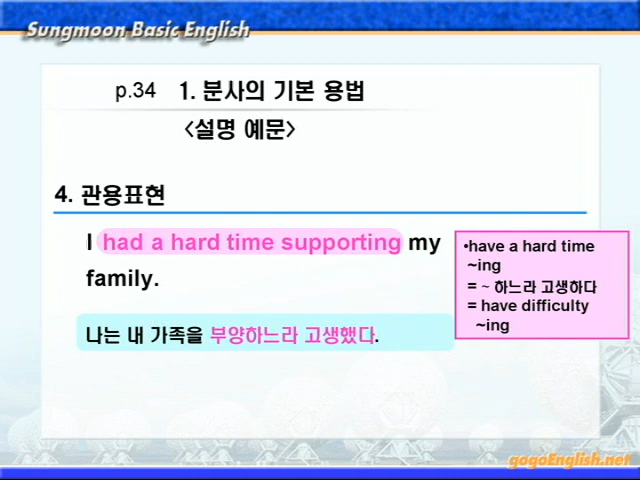 Sungmoon Basic English
p.34 1. 분사의 기본 용법
<설명 예문>
4. 관용표현
I had a hard time supporting my
family.
나는 내 가족을 부양하느라 고생했다.
•have a hard time
~ing
= ~ 하느라 고생하다
= have difficulty
~ing
gogoEnglish.net